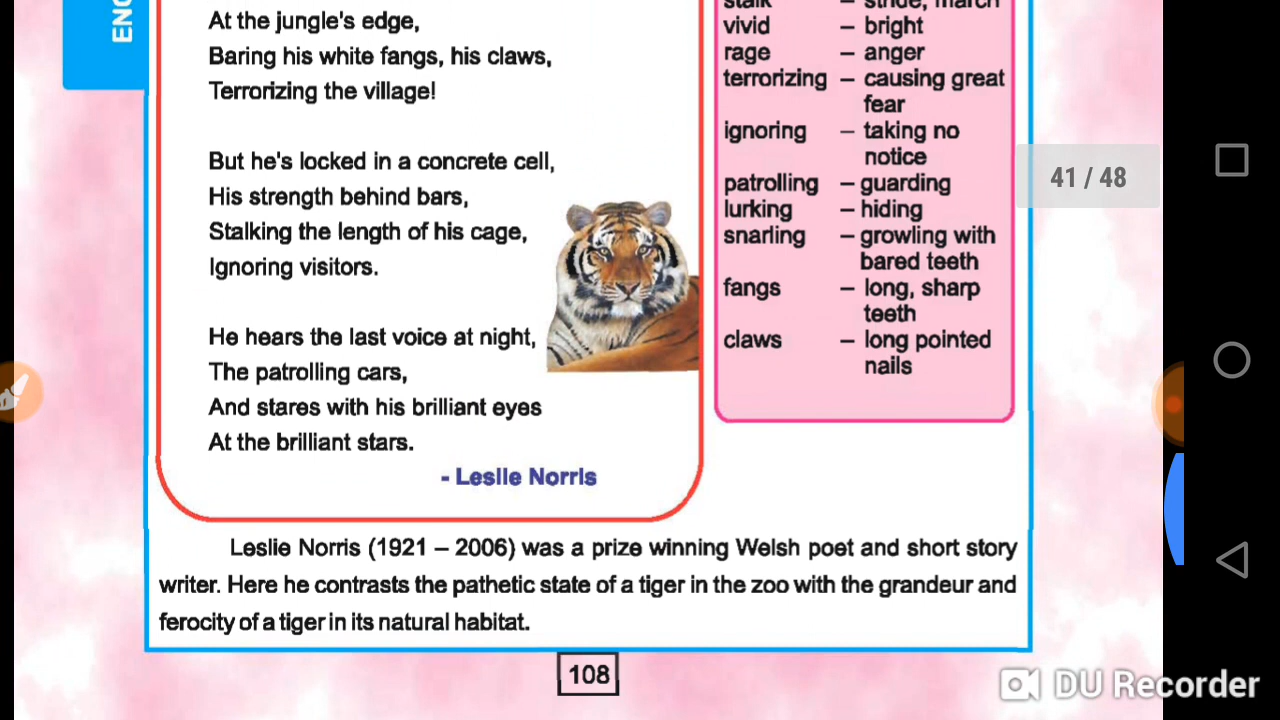 ENG
At the jungle's edge,
Baring his white fangs, his claws,
Terrorizing the village!
But he's locked in a concrete cell,
His strength behind bars,
Stalking the length of his cage,
Ignoring visitors.
He hears the last voice at night,
The patrolling cars,
And stares with his brilliant eyes
At the brilliant stars.
- Leslie Norris
stalk – stride, march
vivid – bright
rage – anger
terrorizing – causing great
fear
ignoring – taking no
notice
patrolling – guarding
lurking – hiding
snarling – growling with
bared teeth
fangs – long, sharp
teeth
claws – long pointed
nails
41 / 48
Leslie Norris (1921 – 2006) was a prize winning Welsh poet and short story
writer. Here he contrasts the pathetic state of a tiger in the zoo with the grandeur and
ferocity of a tiger in its natural habitat.
108
DU Recorder